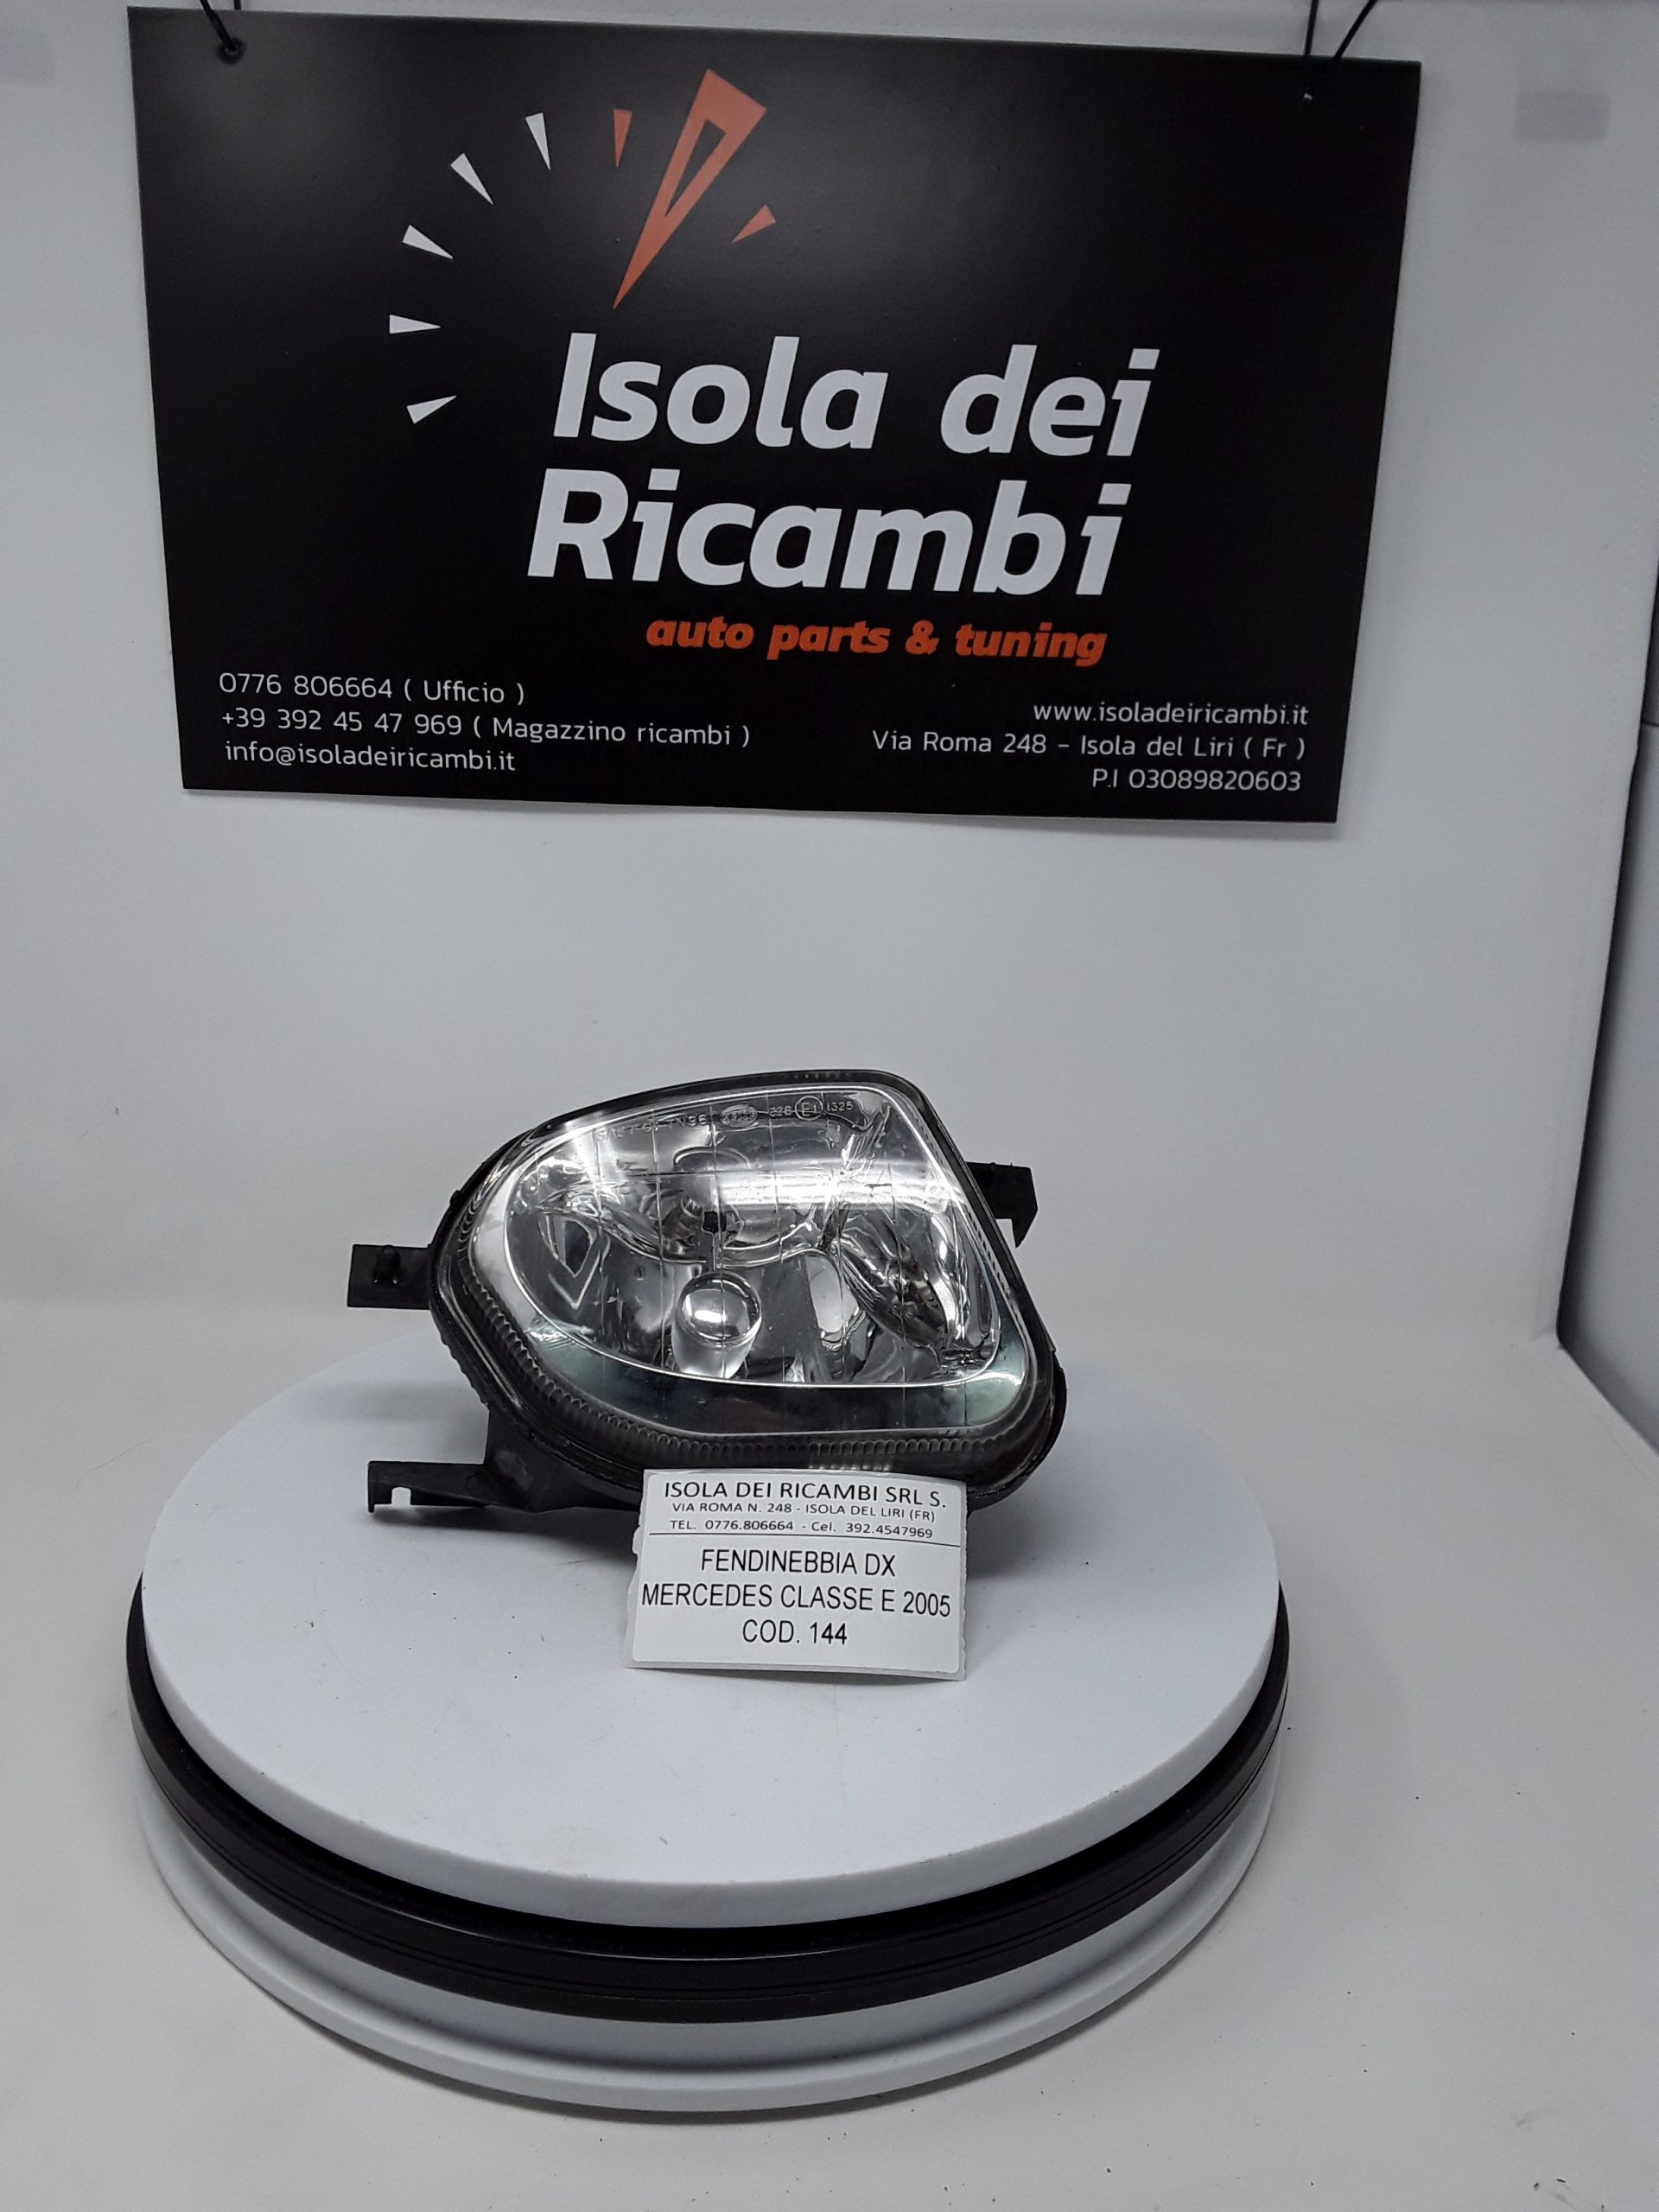 Isola dei
Ricambi
auto parts & tuning
0776 806664 ( Ufficio )
+39 392 45 47 969 ( Magazzino ricambi )
info@isoladeiricambi.it
www.isoladeiricambi.it
Via Roma 248 - Isola del Liri ( Fr )
P.I 03089820603
E1 1325
ISOLA DEI RICAMBI SRL S.
VIA ROMA N. 248 - ISOLA DEL LIRI (FR)
TEL. 0776.806664 - Cel. 392.4547969
FENDINEBBIA DX
MERCEDES CLASSE E 2005
COD. 144